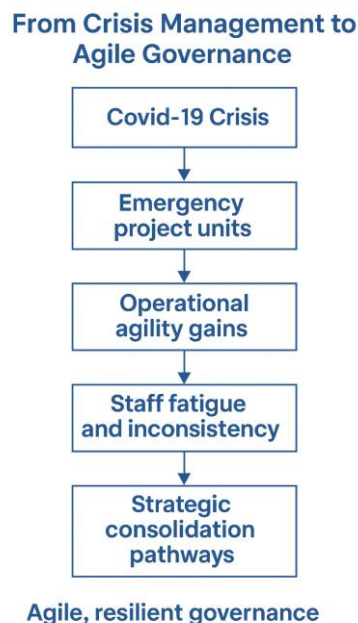 From Crisis Management to
Agile Governance
Covid-19 Crisis
Emergency
project units
Operational
agility gains
Staff fatigue
and inconsistency
Strategic
consolidation
pathways
Agile, resilient governance